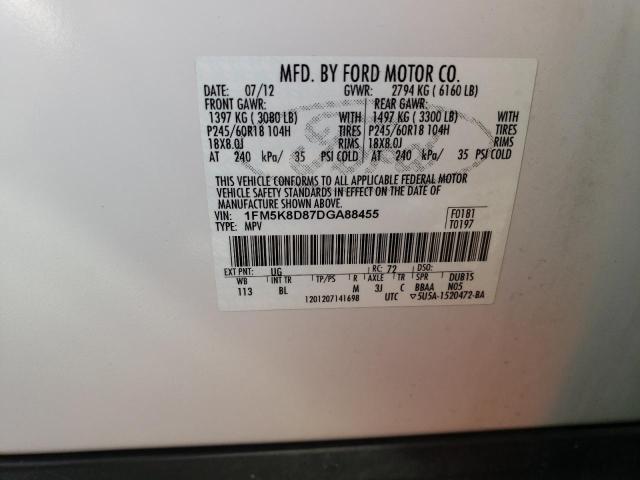 MFD. BY FORD MOTOR CO.
DATE: 07/12 GVWR: 2794 KG ( 6160 LB)
FRONT GAWR: REAR GAWR:
1397 KG ( 3080 LB) WITH 1497 KG ( 3300 LB) WITH
P245/60R18 104H TIRES P245/60R18 104H TIRES
18X8.0J RIMS 18X8.0J RIMS
AT 240 kPa/ 35 PSI COLD AT 240 kPa/ 35 PSI COLD
THIS VEHICLE CONFORMS TO ALL APPLICABLE FEDERAL MOTOR
VEHICLE SAFETY STANDARDS IN EFFECT ON THE DATE OF
MANUFACTURE SHOWN ABOVE.
VIN: 1FM5K8D87DGA88455 F0181
TYPE: MPV T0197
EXT PNT: UG RC: 72 DSO:
WB INT TR TP/PS R AXLE TR SPR DUB1S
113 BL M 3J C BBAA N05
1201207141698 UTC ▽5U5A-1520472-BA
Ford